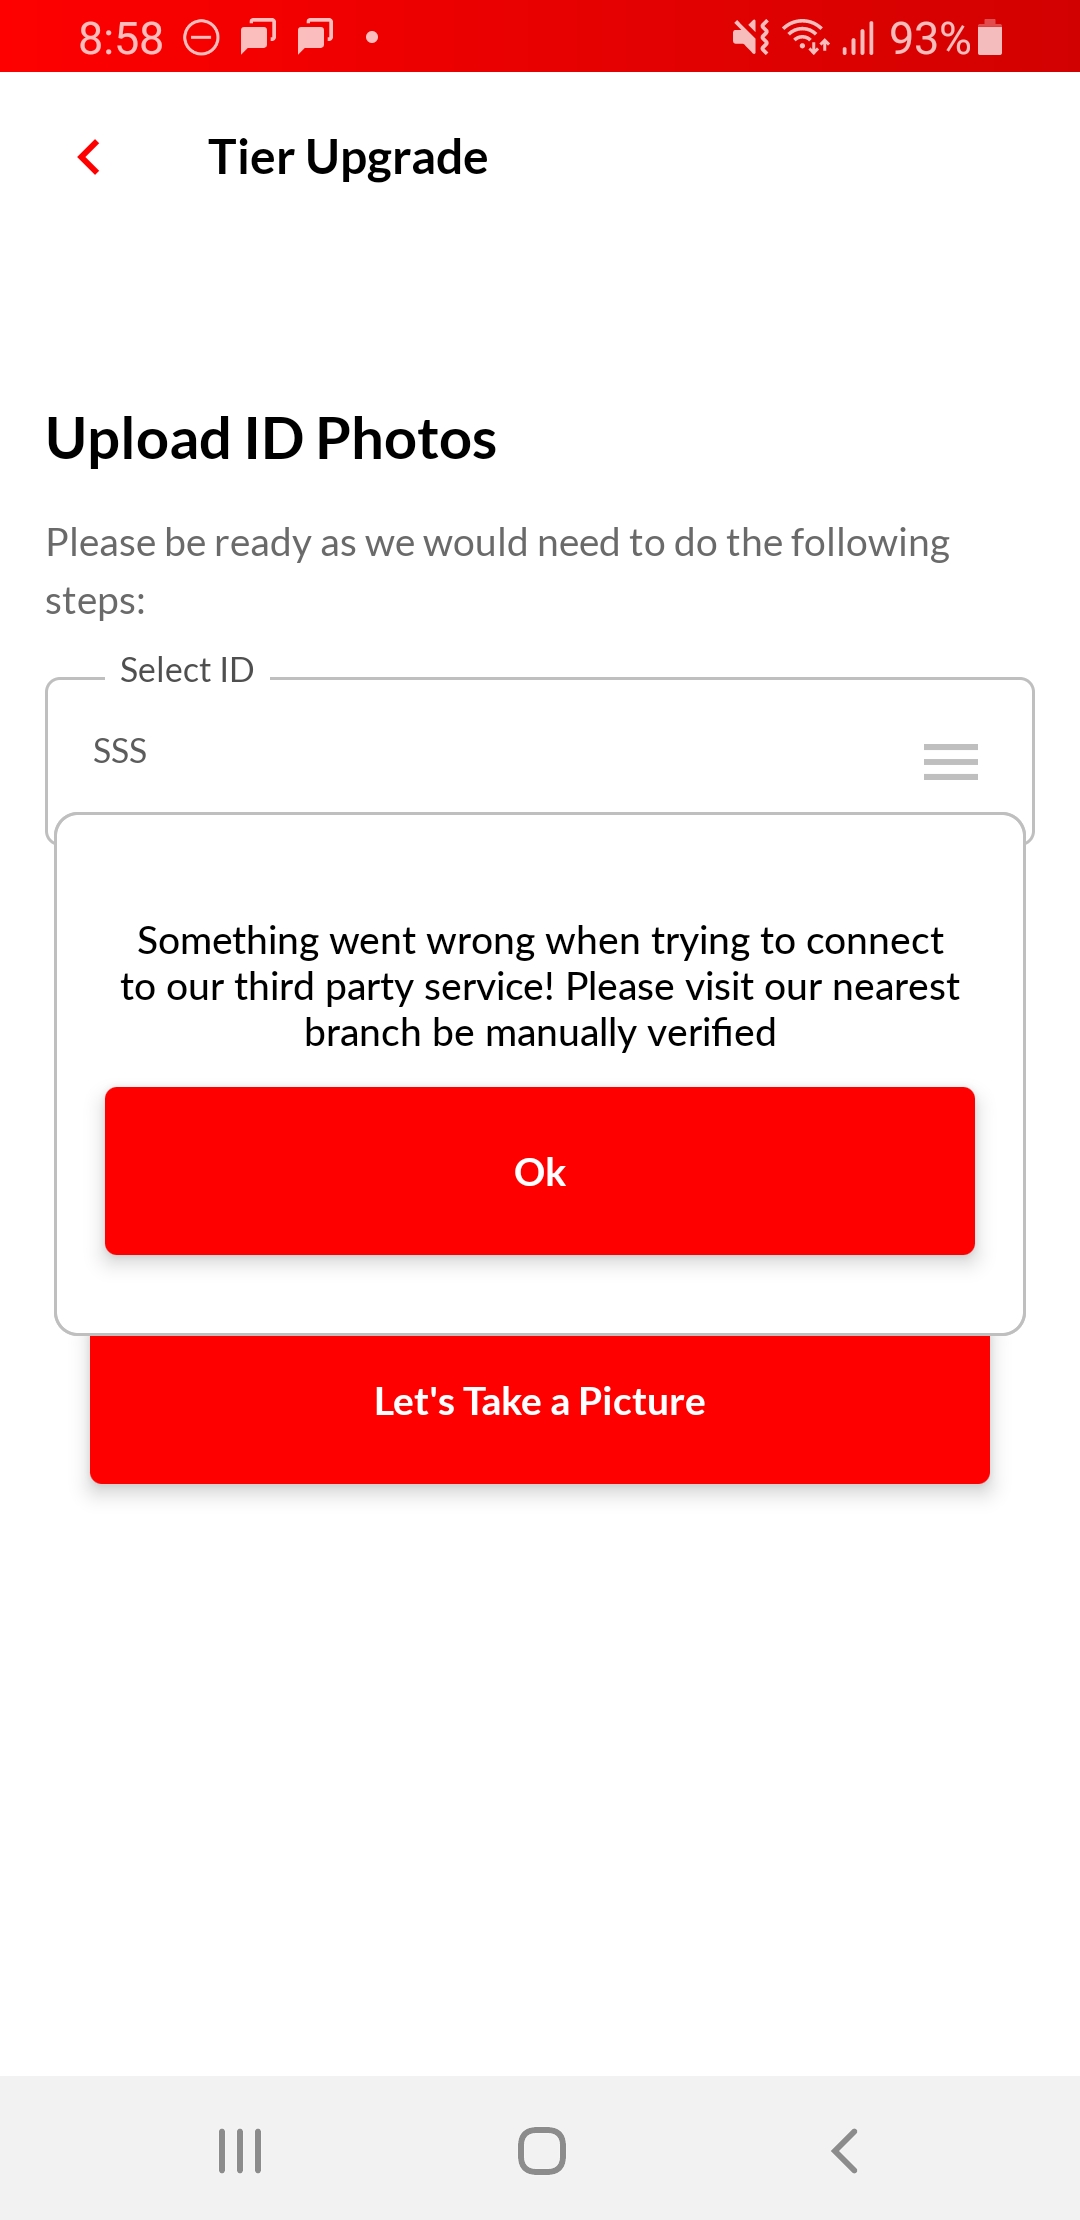 8:58
93%
Tier Upgrade
Upload ID Photos
Please be ready as we would need to do the following
steps:
Select ID
SSS
Something went wrong when trying to connect
to our third party service! Please visit our nearest
branch be manually verified
Ok
Let's Take a Picture